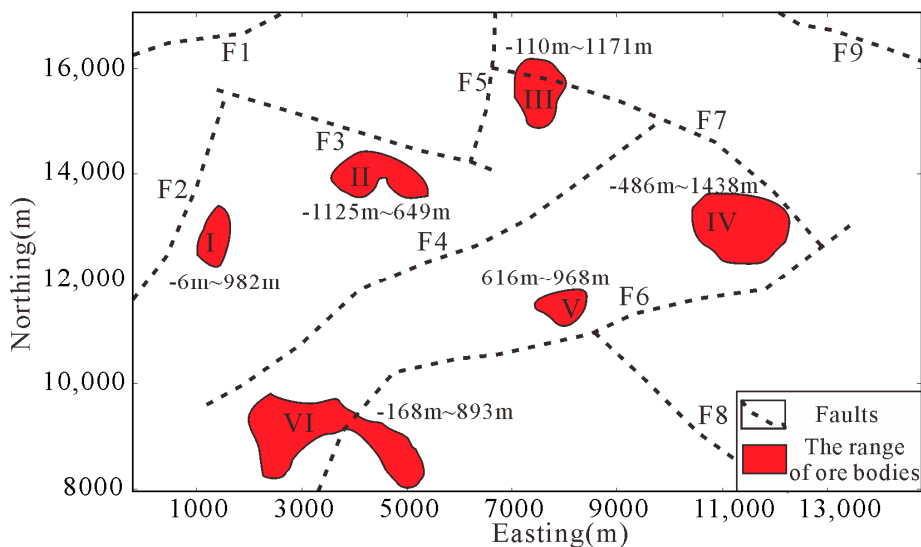 F1
-110m~1171m
F9
16,000
F5
III
F3
F7
14,000
F2
II
-486m~1438m
-1125m~649m
IV
I
F4
Northing(m)
12,000
-6m~982m
616m~968m
F6
V
10,000
-168m~893m
VI
F8
Faults
The range
of ore bodies
8000
1000
3000
5000
7000
9000
11,000
13,000
Easting(m)